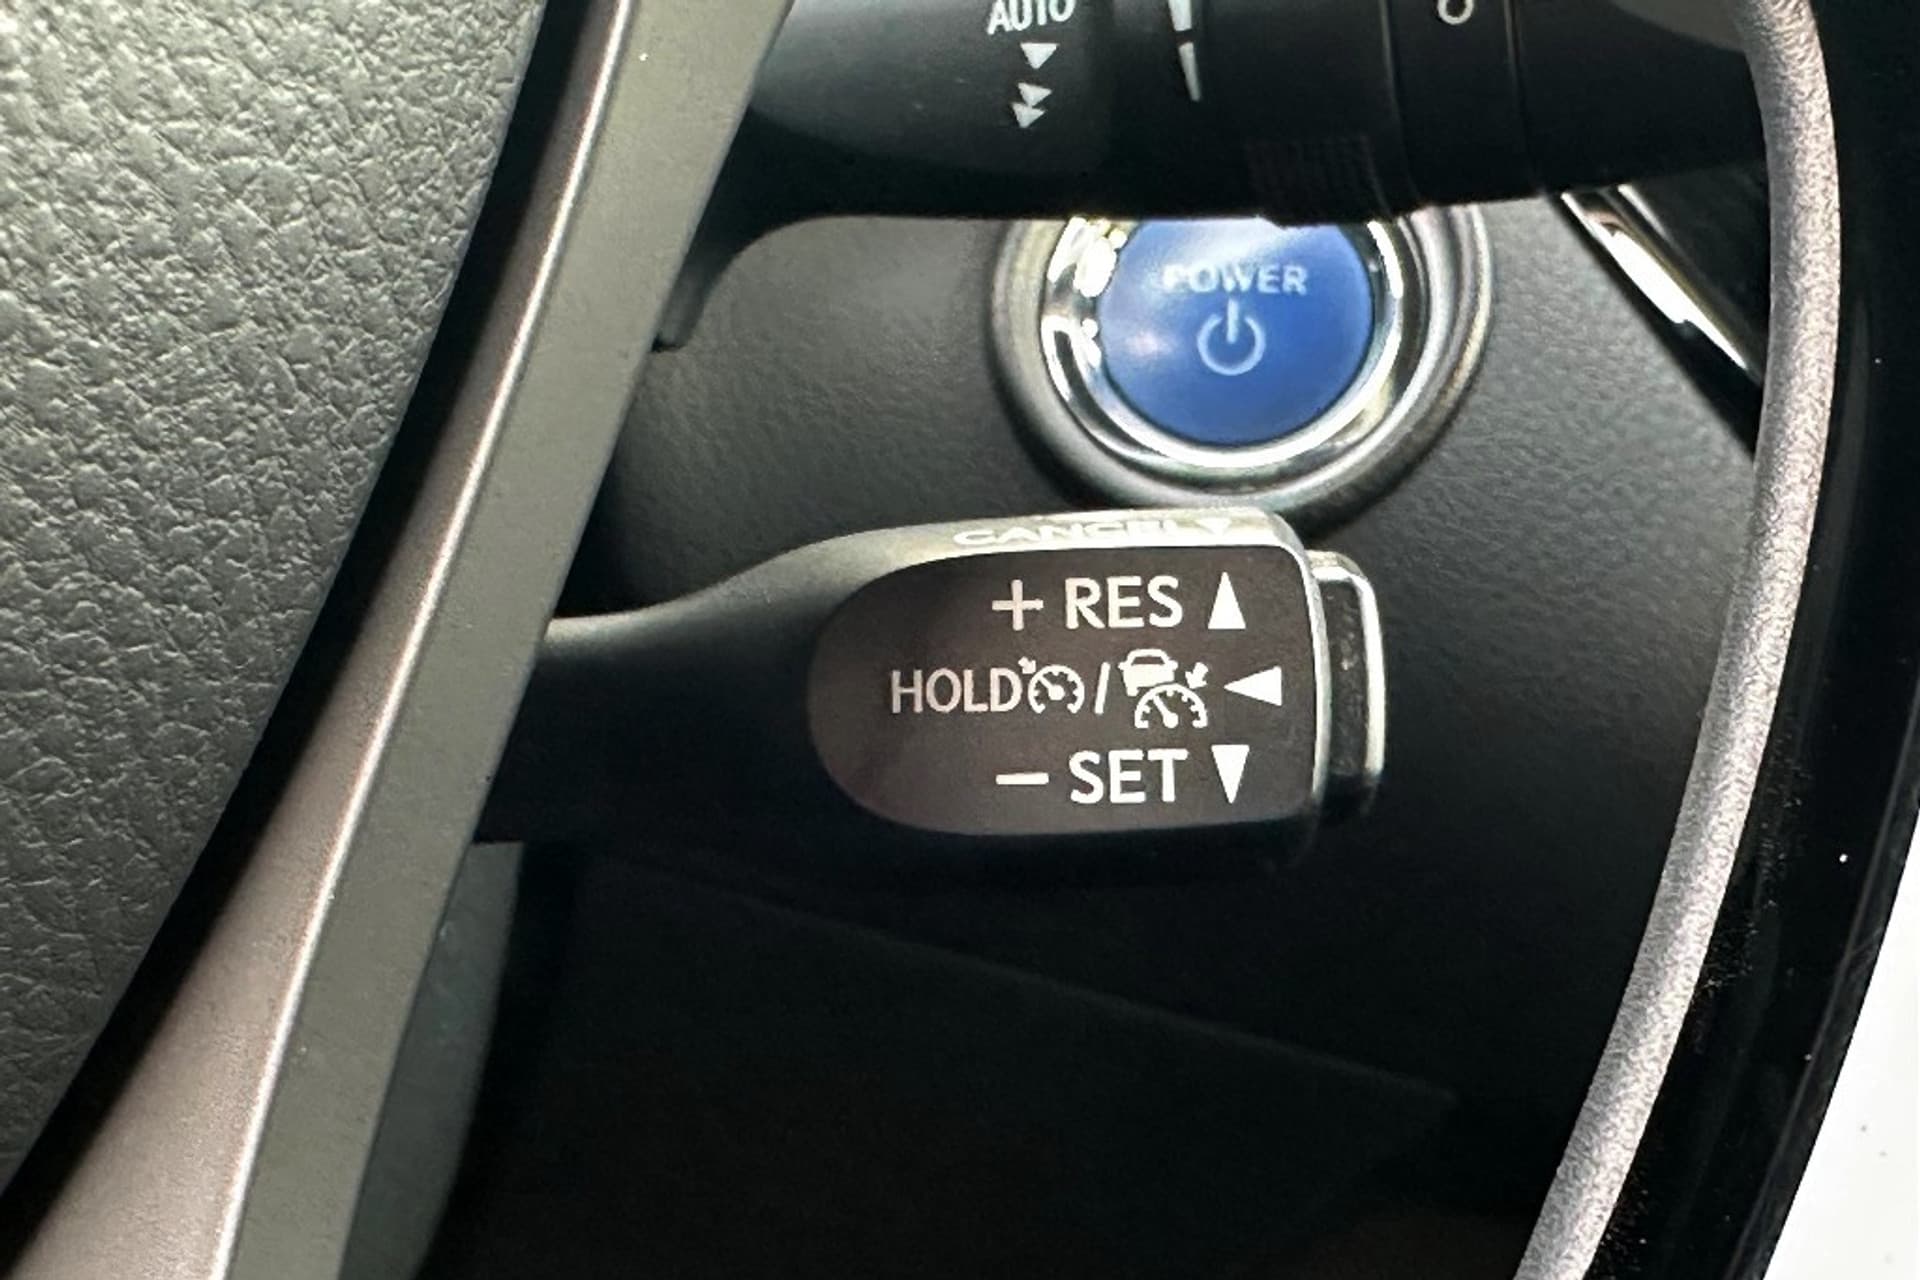 AUTO
POWER
CANCEL
+ RES
HOLD /
– SET